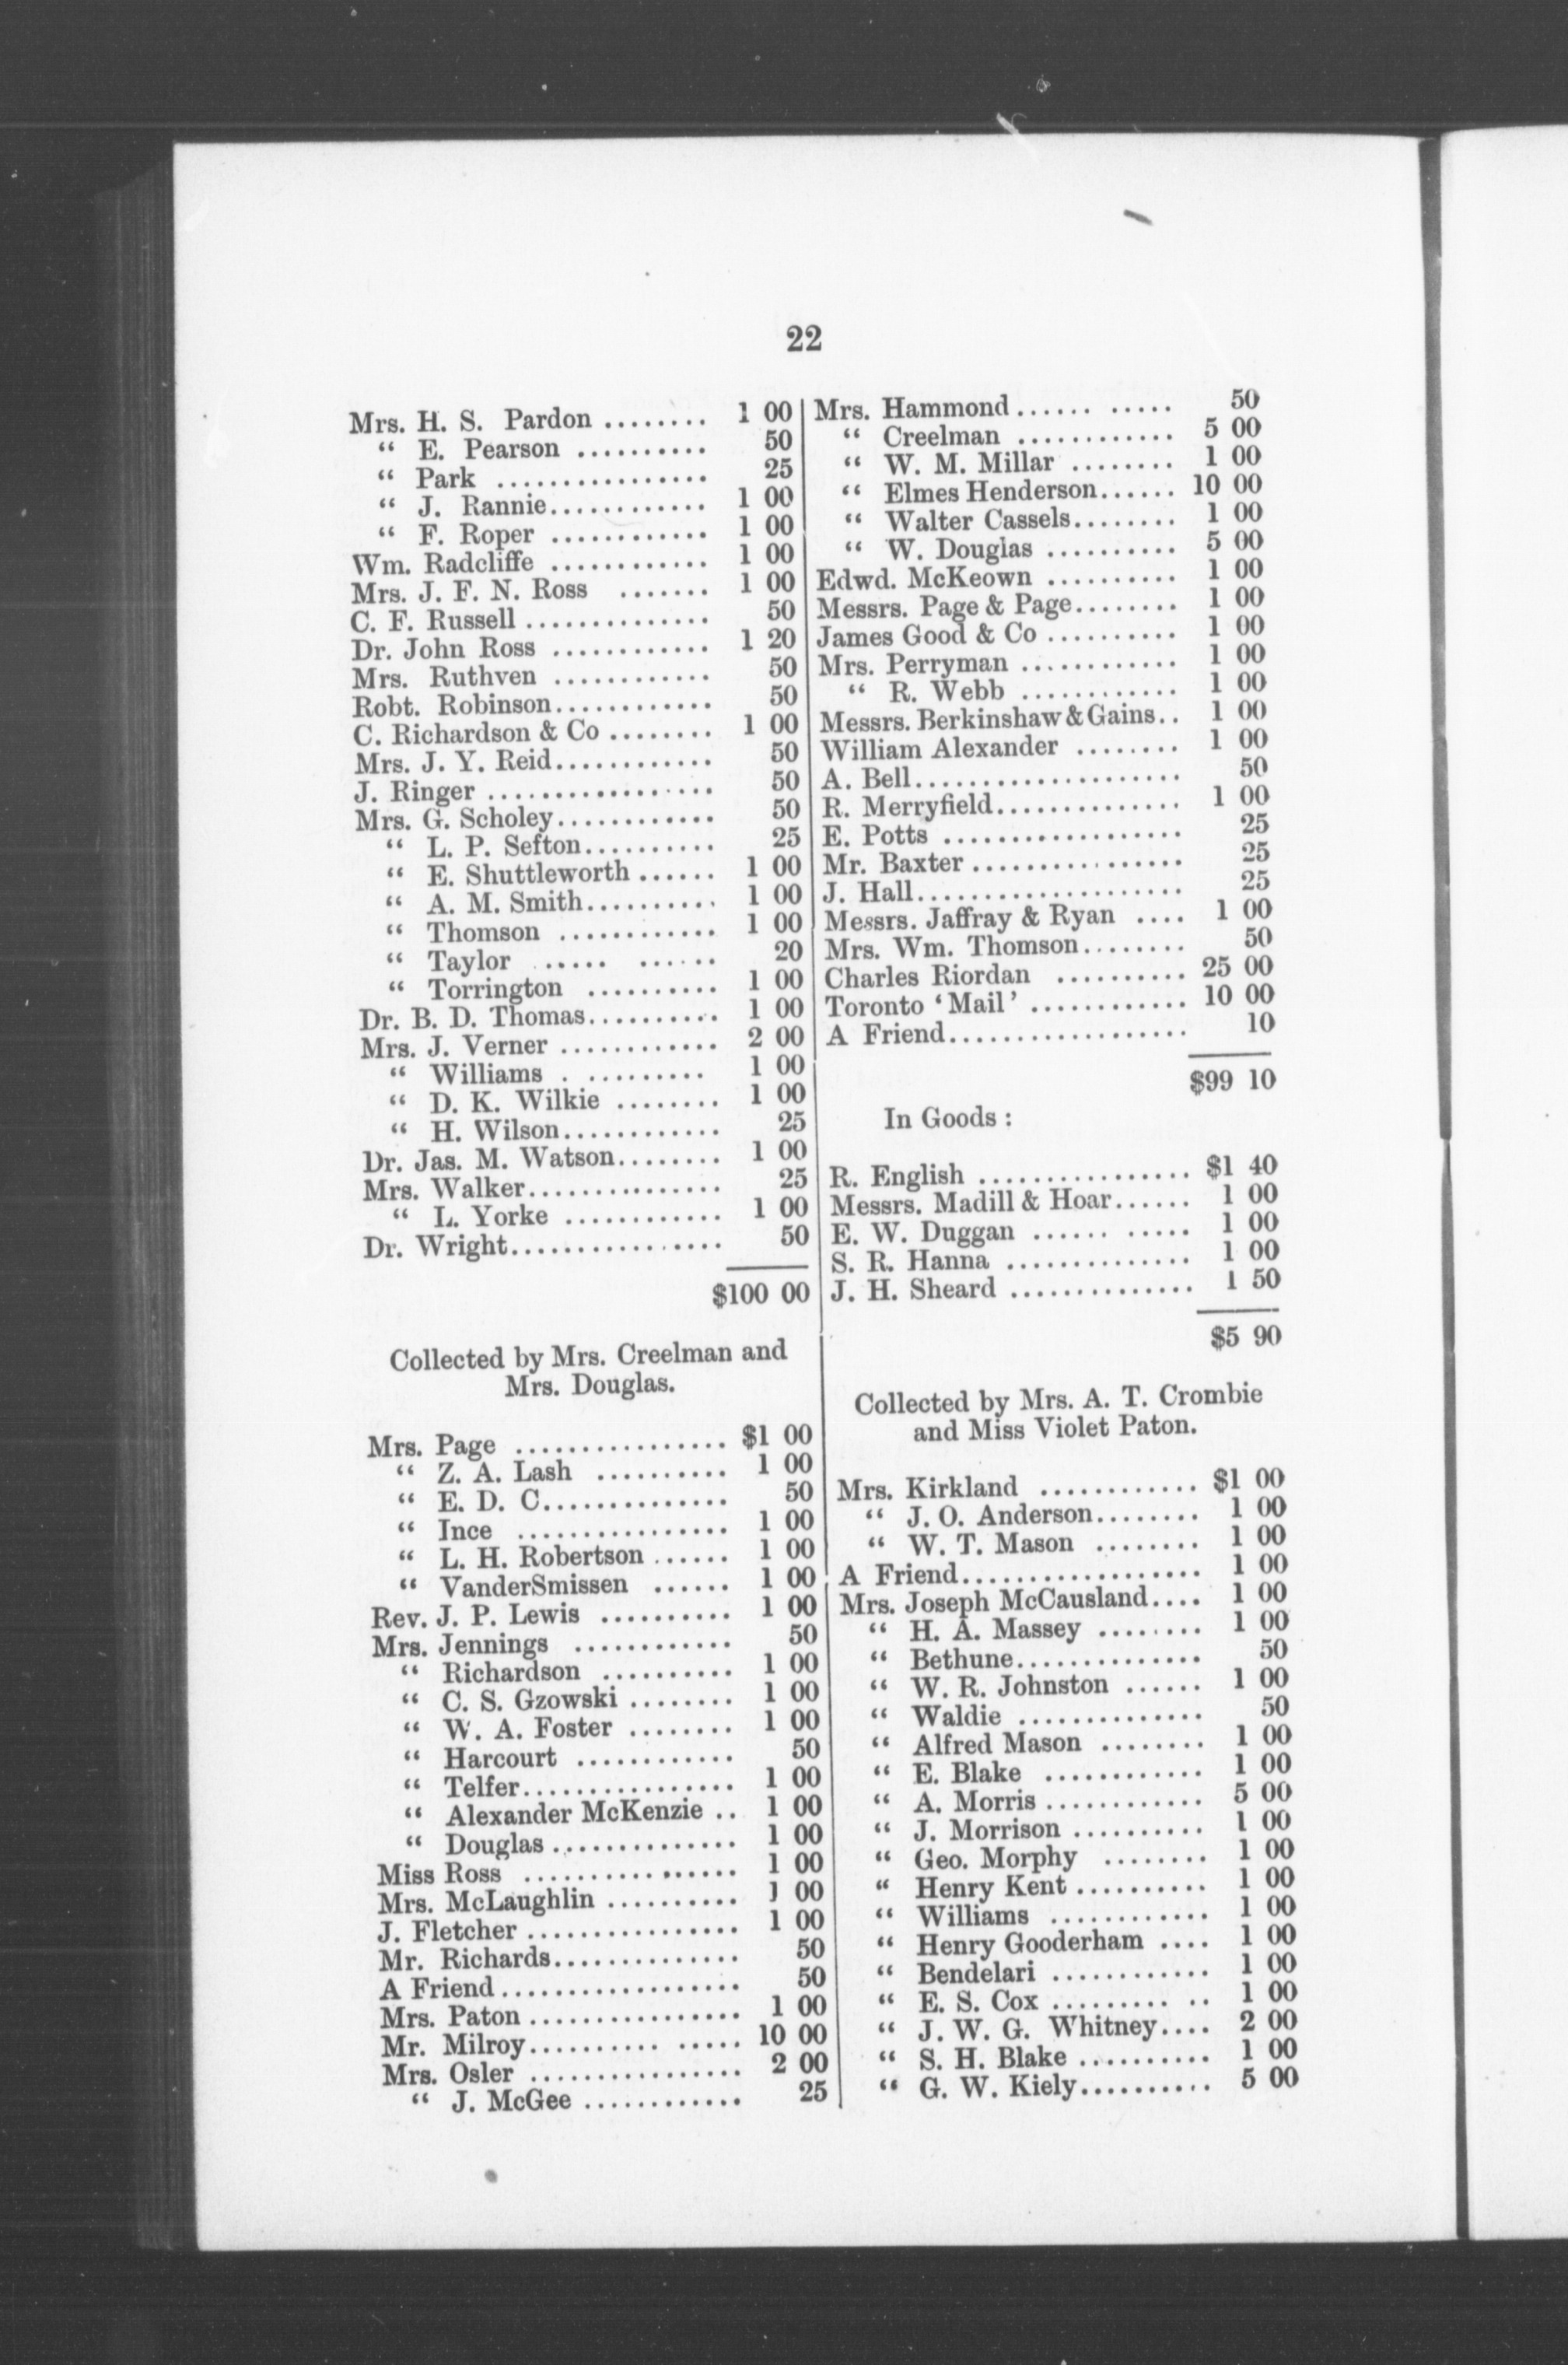 22
Mrs. H. S. Pardon ........ 1 00
“ E. Pearson .......... 50
“ Park ................ 25
“ J. Rannie............ 1 00
“ F. Roper ............ 1 00
Wm. Radcliffe ............ 1 00
Mrs. J. F. N. Ross ....... 1 00
C. F. Russell .............. 50
Dr. John Ross ............ 1 20
Mrs. Ruthven ............ 50
Robt. Robinson............ 50
C. Richardson & Co ........ 1 00
Mrs. J. Y. Reid............ 50
J. Ringer ................. 50
Mrs. G. Scholey............ 50
“ L. P. Sefton.......... 25
“ E. Shuttleworth ...... 1 00
“ A. M. Smith.......... 1 00
“ Thomson ............ 1 00
“ Taylor ..... ...... 20
“ Torrington .......... 1 00
Dr. B. D. Thomas.......... 1 00
Mrs. J. Verner ............ 2 00
“ Williams . ......... 1 00
“ D. K. Wilkie ........ 1 00
“ H. Wilson............ 25
Dr. Jas. M. Watson........ 1 00
Mrs. Walker............... 25
“ L. Yorke ............ 1 00
Dr. Wright................ 50
$100 00
Collected by Mrs. Creelman and
Mrs. Douglas.
Mrs. Page ................ $1 00
“ Z. A. Lash .......... 1 00
“ E. D. C.............. 50
“ Ince ................ 1 00
“ L. H. Robertson ...... 1 00
“ VanderSmissen ...... 1 00
Rev. J. P. Lewis .......... 1 00
Mrs. Jennings ............ 50
“ Richardson .......... 1 00
“ C. S. Gzowski ........ 1 00
“ W. A. Foster ........ 1 00
“ Harcourt ............ 50
“ Telfer................ 1 00
“ Alexander McKenzie .. 1 00
“ Douglas .............. 1 00
Miss Ross ................ 1 00
Mrs. McLaughlin .......... 1 00
J. Fletcher ................ 1 00
Mr. Richards.............. 50
A Friend .................. 50
Mrs. Paton ................ 1 00
Mr. Milroy.......... ..... 10 00
Mrs. Osler ................ 2 00
“ J. McGee ............ 25
Mrs. Hammond...... ..... 50
“ Creelman ............ 5 00
“ W. M. Millar ........ 1 00
“ Elmes Henderson...... 10 00
“ Walter Cassels........ 1 00
“ W. Douglas .......... 5 00
Edwd. McKeown .......... 1 00
Messrs. Page & Page........ 1 00
James Good & Co .......... 1 00
Mrs. Perryman ............ 1 00
“ R. Webb ............ 1 00
Messrs. Berkinshaw & Gains.. 1 00
William Alexander ........ 1 00
A. Bell.................... 50
R. Merryfield.............. 1 00
E. Potts .................. 25
Mr. Baxter ................ 25
J. Hall.................... 25
Messrs. Jaffray & Ryan .... 1 00
Mrs. Wm. Thomson........ 50
Charles Riordan .......... 25 00
Toronto ‘Mail’ ............ 10 00
A Friend.................. 10
$99 10
In Goods :
R. English ................ $1 40
Messrs. Madill & Hoar...... 1 00
E. W. Duggan ...... ..... 1 00
S. R. Hanna .............. 1 00
J. H. Sheard .............. 1 50
$5 90
Collected by Mrs. A. T. Crombie
and Miss Violet Paton.
Mrs. Kirkland ............ $1 00
“ J. O. Anderson........ 1 00
“ W. T. Mason ........ 1 00
A Friend.................. 1 00
Mrs. Joseph McCausland.... 1 00
“ H. A. Massey ........ 1 00
“ Bethune.............. 50
“ W. R. Johnston ...... 1 00
“ Waldie .............. 50
“ Alfred Mason ........ 1 00
“ E. Blake ............ 1 00
“ A. Morris ............ 5 00
“ J. Morrison .......... 1 00
“ Geo. Morphy ........ 1 00
“ Henry Kent .......... 1 00
“ Williams ............ 1 00
“ Henry Gooderham .... 1 00
“ Bendelari ............ 1 00
“ E. S. Cox ......... .. 1 00
“ J. W. G. Whitney.... 2 00
“ S. H. Blake .......... 1 00
“ G. W. Kiely.......... 5 00